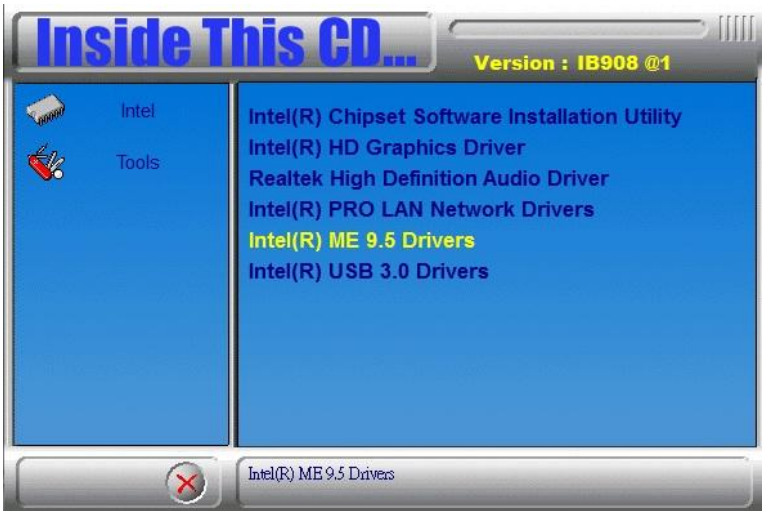 Inside This CD...
Version : IB908 @1
Intel
Tools
Intel(R) Chipset Software Installation Utility
Intel(R) HD Graphics Driver
Realtek High Definition Audio Driver
Intel(R) PRO LAN Network Drivers
Intel(R) ME 9.5 Drivers
Intel(R) USB 3.0 Drivers
Intel(R) ME 9.5 Drivers